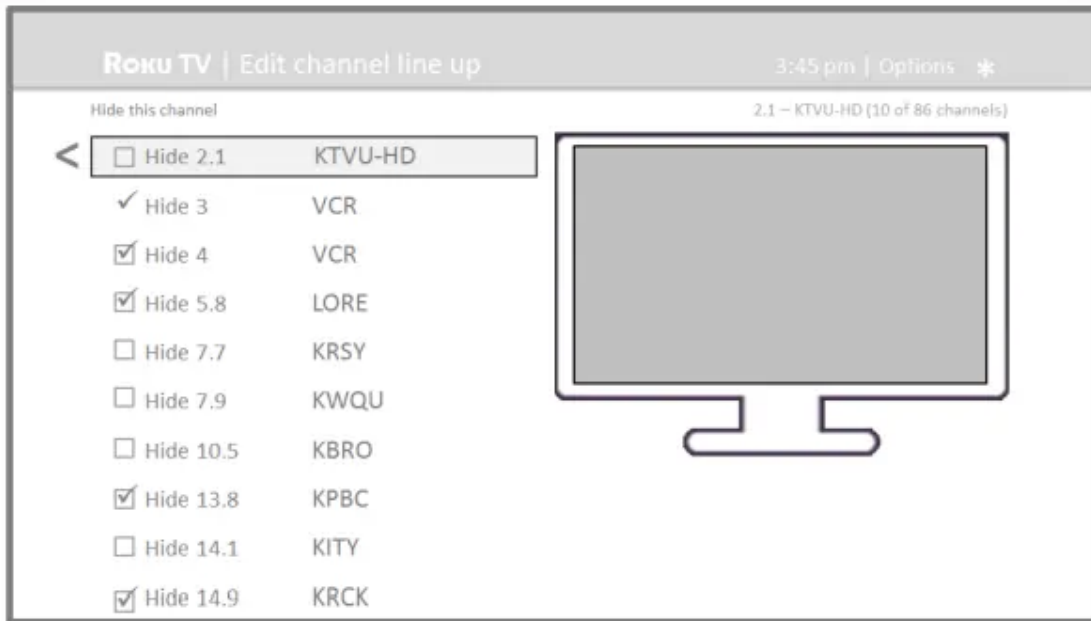 ROKU TV | Edit channel line up
3:45 pm | Options *
Hide this channel
2.1 – KTVU-HD (10 of 86 channels)
< Hide 2.1 KTVU-HD
Hide 3 VCR
Hide 4 VCR
Hide 5.8 LORE
Hide 7.7 KRSY
Hide 7.9 KWQU
Hide 10.5 KBRO
Hide 13.8 KPBC
Hide 14.1 KITY
Hide 14.9 KRCK